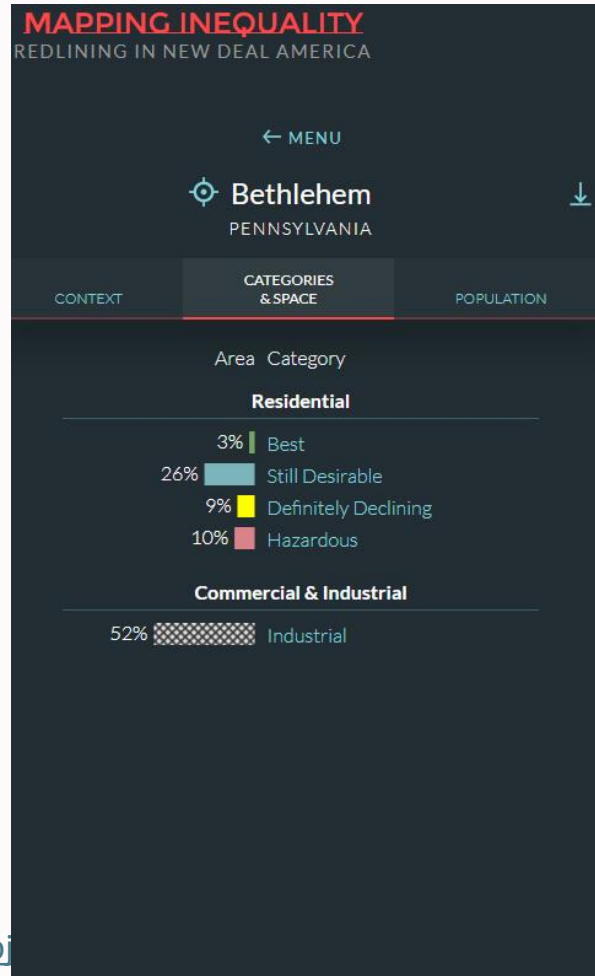 MAPPING INEQUALITY
REDLINING IN NEW DEAL AMERICA
← MENU
Bethlehem
PENNSYLVANIA
CONTEXT
CATEGORIES
& SPACE
POPULATION
Area Category
Residential
3% Best
26% Still Desirable
9% Definitely Declining
10% Hazardous
Commercial & Industrial
52% Industrial